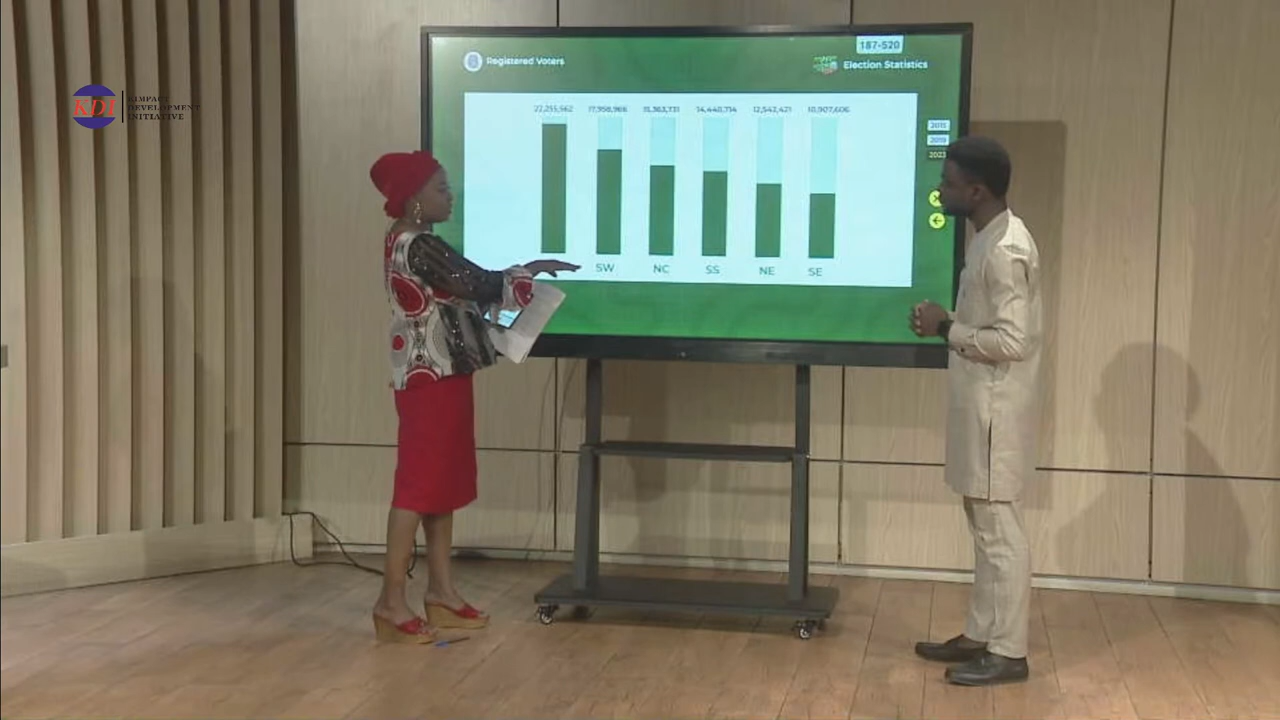 KDI
KIMPACT
DEVELOPMENT
INITIATIVE
187-520
Registered Voters
Election Statistics
22,255,562 17,958,966 15,363,731 14,440,714 12,542,421 10,907,606
2015
2019
2023
SW NC SS NE SE